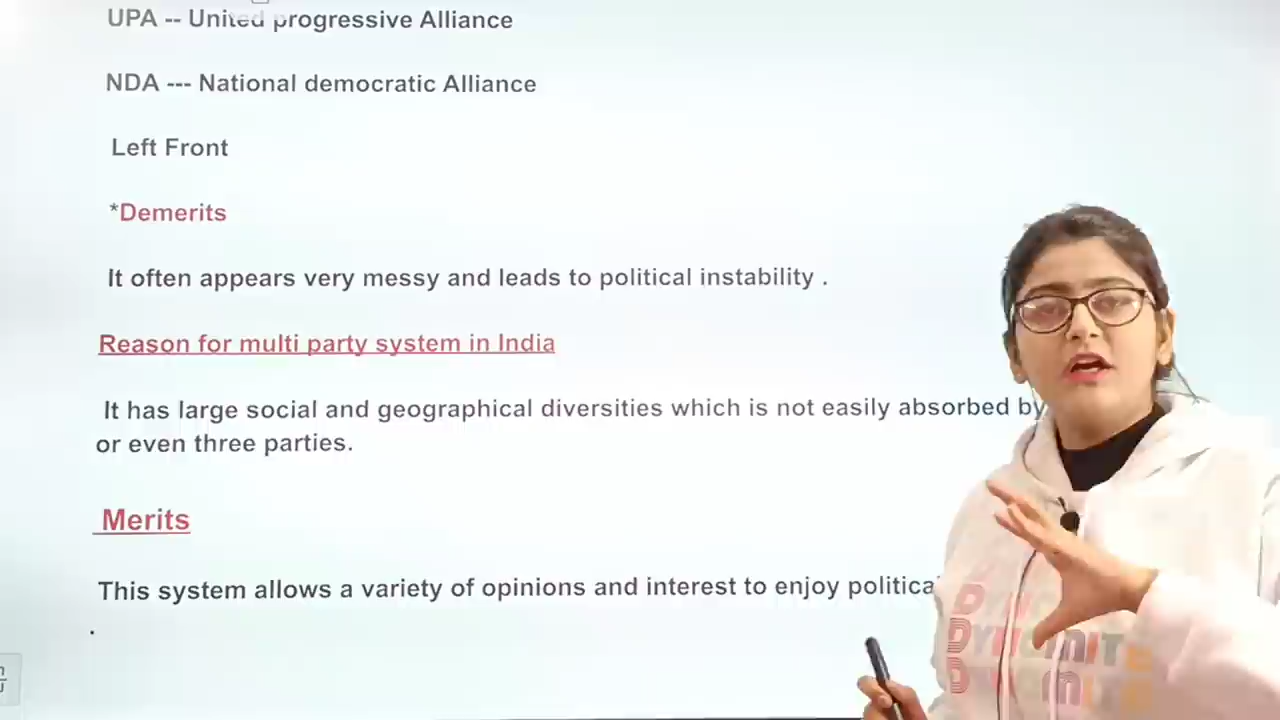 UPA -- United progressive Alliance
NDA --- National democratic Alliance
Left Front
*Demerits
It often appears very messy and leads to political instability .
Reason for multi party system in India
It has large social and geographical diversities which is not easily absorbed by
or even three parties.
Merits
This system allows a variety of opinions and interest to enjoy politica
.
DYNAMITE